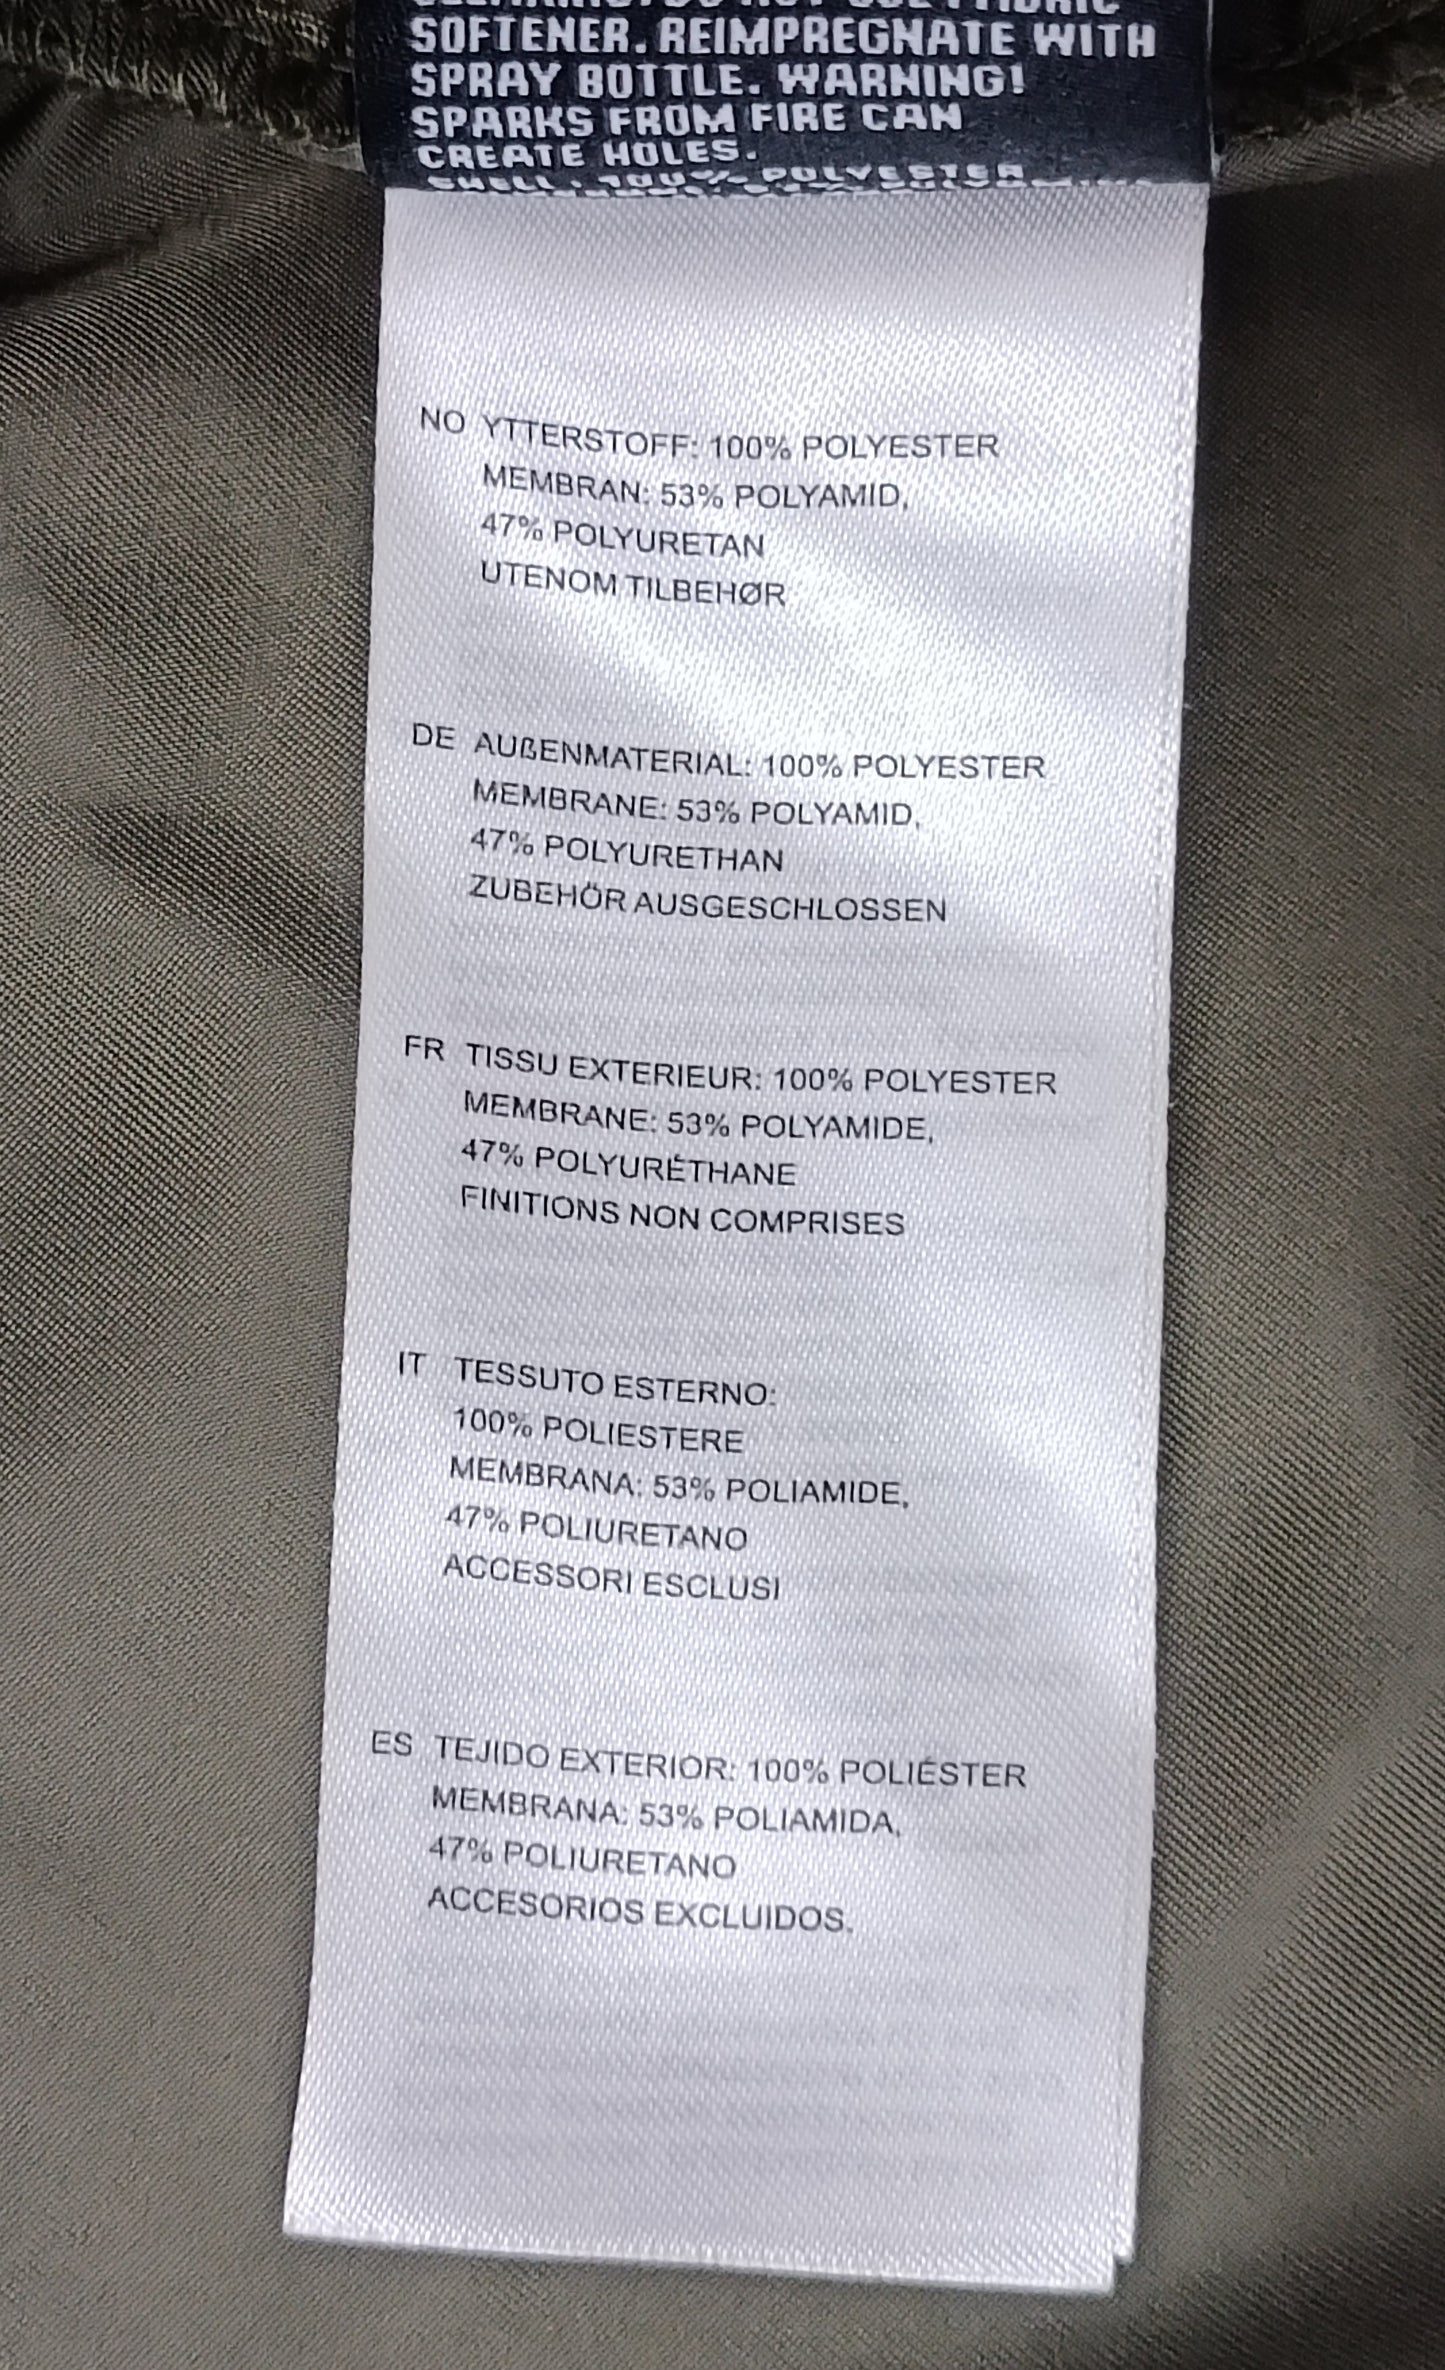 SOFTENER. REIMPREGNATE WITH
SPRAY BOTTLE. WARNING!
SPARKS FROM FIRE CAN
CREATE HOLES.
SHELL: 100% POLYESTER
NO YTTERSTOFF: 100% POLYESTER
MEMBRAN: 53% POLYAMID,
47% POLYURETAN
UTENOM TILBEHØR
DE AUßENMATERIAL: 100% POLYESTER
MEMBRANE: 53% POLYAMID,
47% POLYURETHAN
ZUBEHÖR AUSGESCHLOSSEN
FR TISSU EXTERIEUR: 100% POLYESTER
MEMBRANE: 53% POLYAMIDE,
47% POLYURÉTHANE
FINITIONS NON COMPRISES
IT TESSUTO ESTERNO:
100% POLIESTERE
MEMBRANA: 53% POLIAMIDE,
47% POLIURETANO
ACCESSORI ESCLUSI
ES TEJIDO EXTERIOR: 100% POLIÉSTER
MEMBRANA: 53% POLIAMIDA,
47% POLIURETANO
ACCESORIOS EXCLUIDOS.